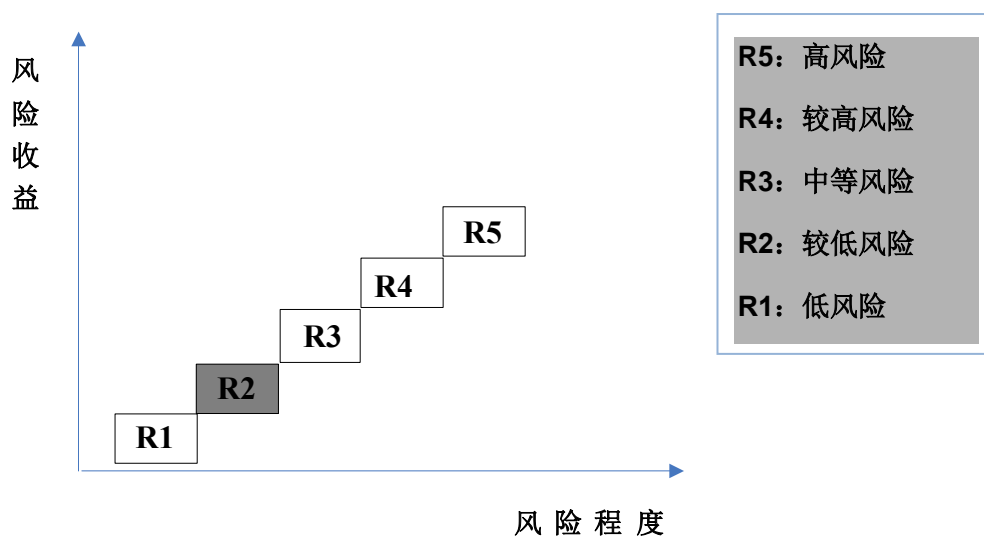 风险收益
R5
R4
R3
R2
R1
风险程度
R5：高风险
R4：较高风险
R3：中等风险
R2：较低风险
R1：低风险